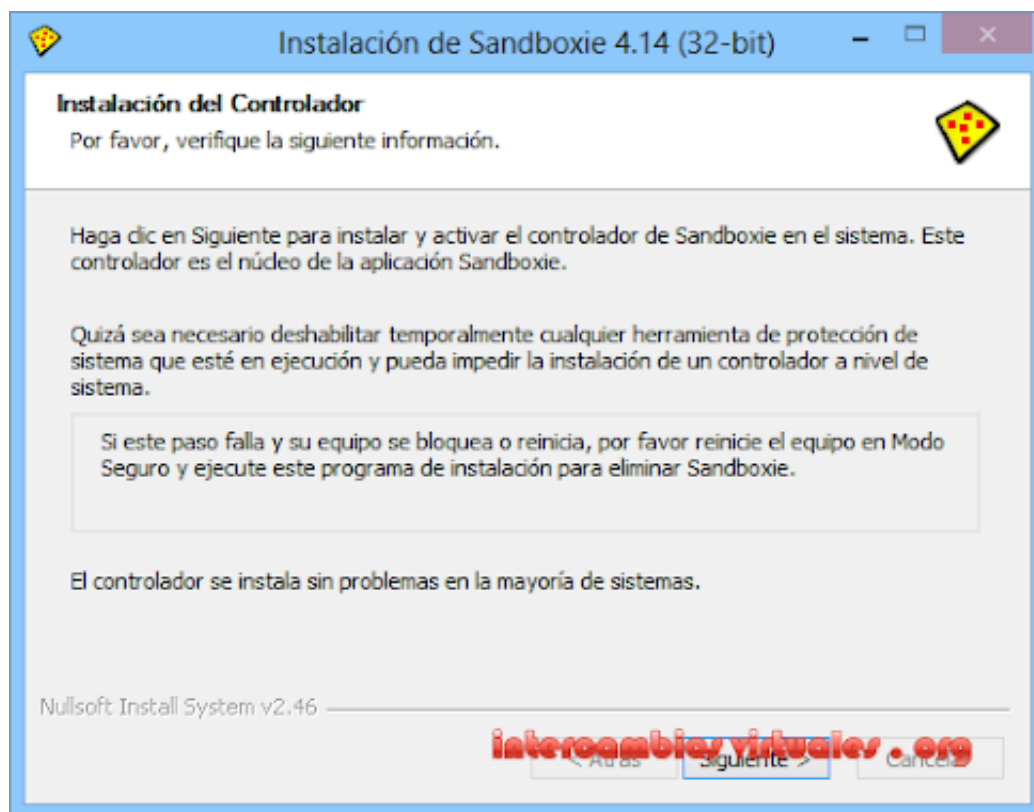 Instalación de Sandboxie 4.14 (32-bit)
Instalación del Controlador
Por favor, verifique la siguiente información.
Haga clic en Siguiente para instalar y activar el controlador de Sandboxie en el sistema. Este
controlador es el núcleo de la aplicación Sandboxie.
Quizá sea necesario deshabilitar temporalmente cualquier herramienta de protección de
sistema que esté en ejecución y pueda impedir la instalación de un controlador a nivel de
sistema.
Si este paso falla y su equipo se bloquea o reinicia, por favor reinicie el equipo en Modo
Seguro y ejecute este programa de instalación para eliminar Sandboxie.
El controlador se instala sin problemas en la mayoría de sistemas.
Nullsoft Install System v2.46
intercambios virtuales . org
< Atrás Siguiente > Cancelar